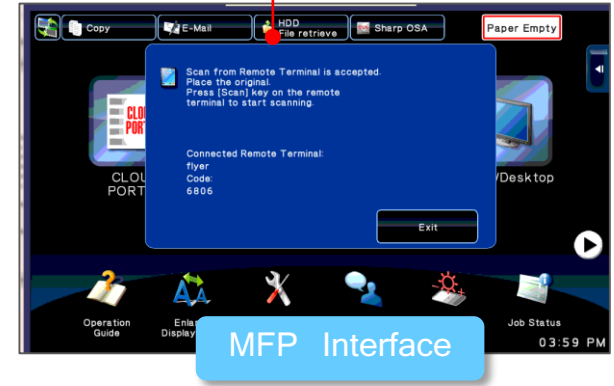 Copy
E-Mail
HDD
File retrieve
Sharp OSA
Paper Empty
Scan from Remote Terminal is accepted.
Place the original.
Press [Scan] key on the remote
terminal to start scanning.
Connected Remote Terminal:
flyer
Code:
6806
Exit
CLOU
PORT
/Desktop
Operation
Guide
Enlar
Display
Job Status
03:59 PM
MFP Interface